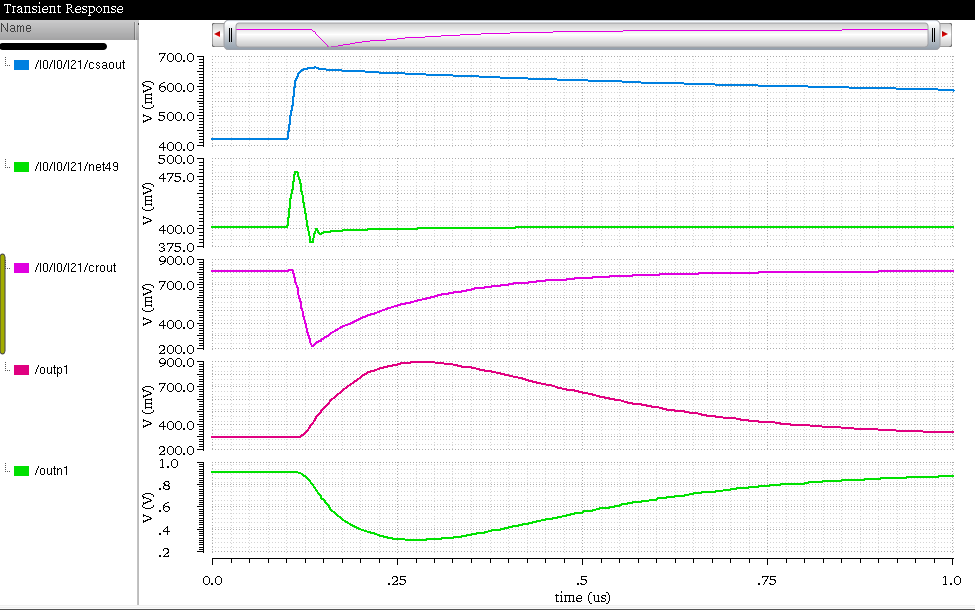 Transient Response
Name
/I0/I0/I21/csaout
700.0
600.0
500.0
400.0
V (mV)
/I0/I0/I21/net49
500.0
475.0
400.0
375.0
V (mV)
/I0/I0/I21/crout
900.0
700.0
400.0
200.0
V (mV)
/outp1
900.0
700.0
400.0
200.0
V (mV)
/outn1
1.0
.8
.6
.4
.2
V (V)
0.0 .25 .5 .75 1.0
time (us)